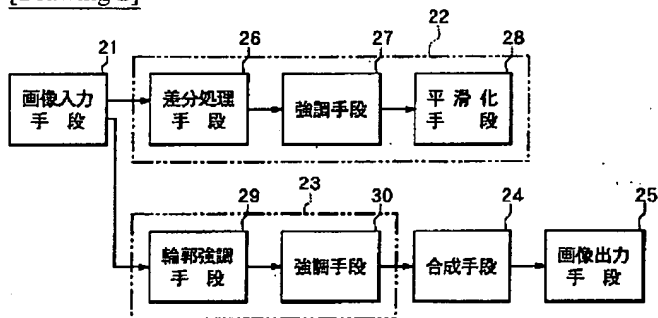 [Drawing
22
21
26
27
28
画像入力
手 段
差分処理
手 段
強調手段
平 滑 化
手 段
23
29
30
24
25
輪郭強調
手 段
強調手段
合成手段
画像出力
手 段